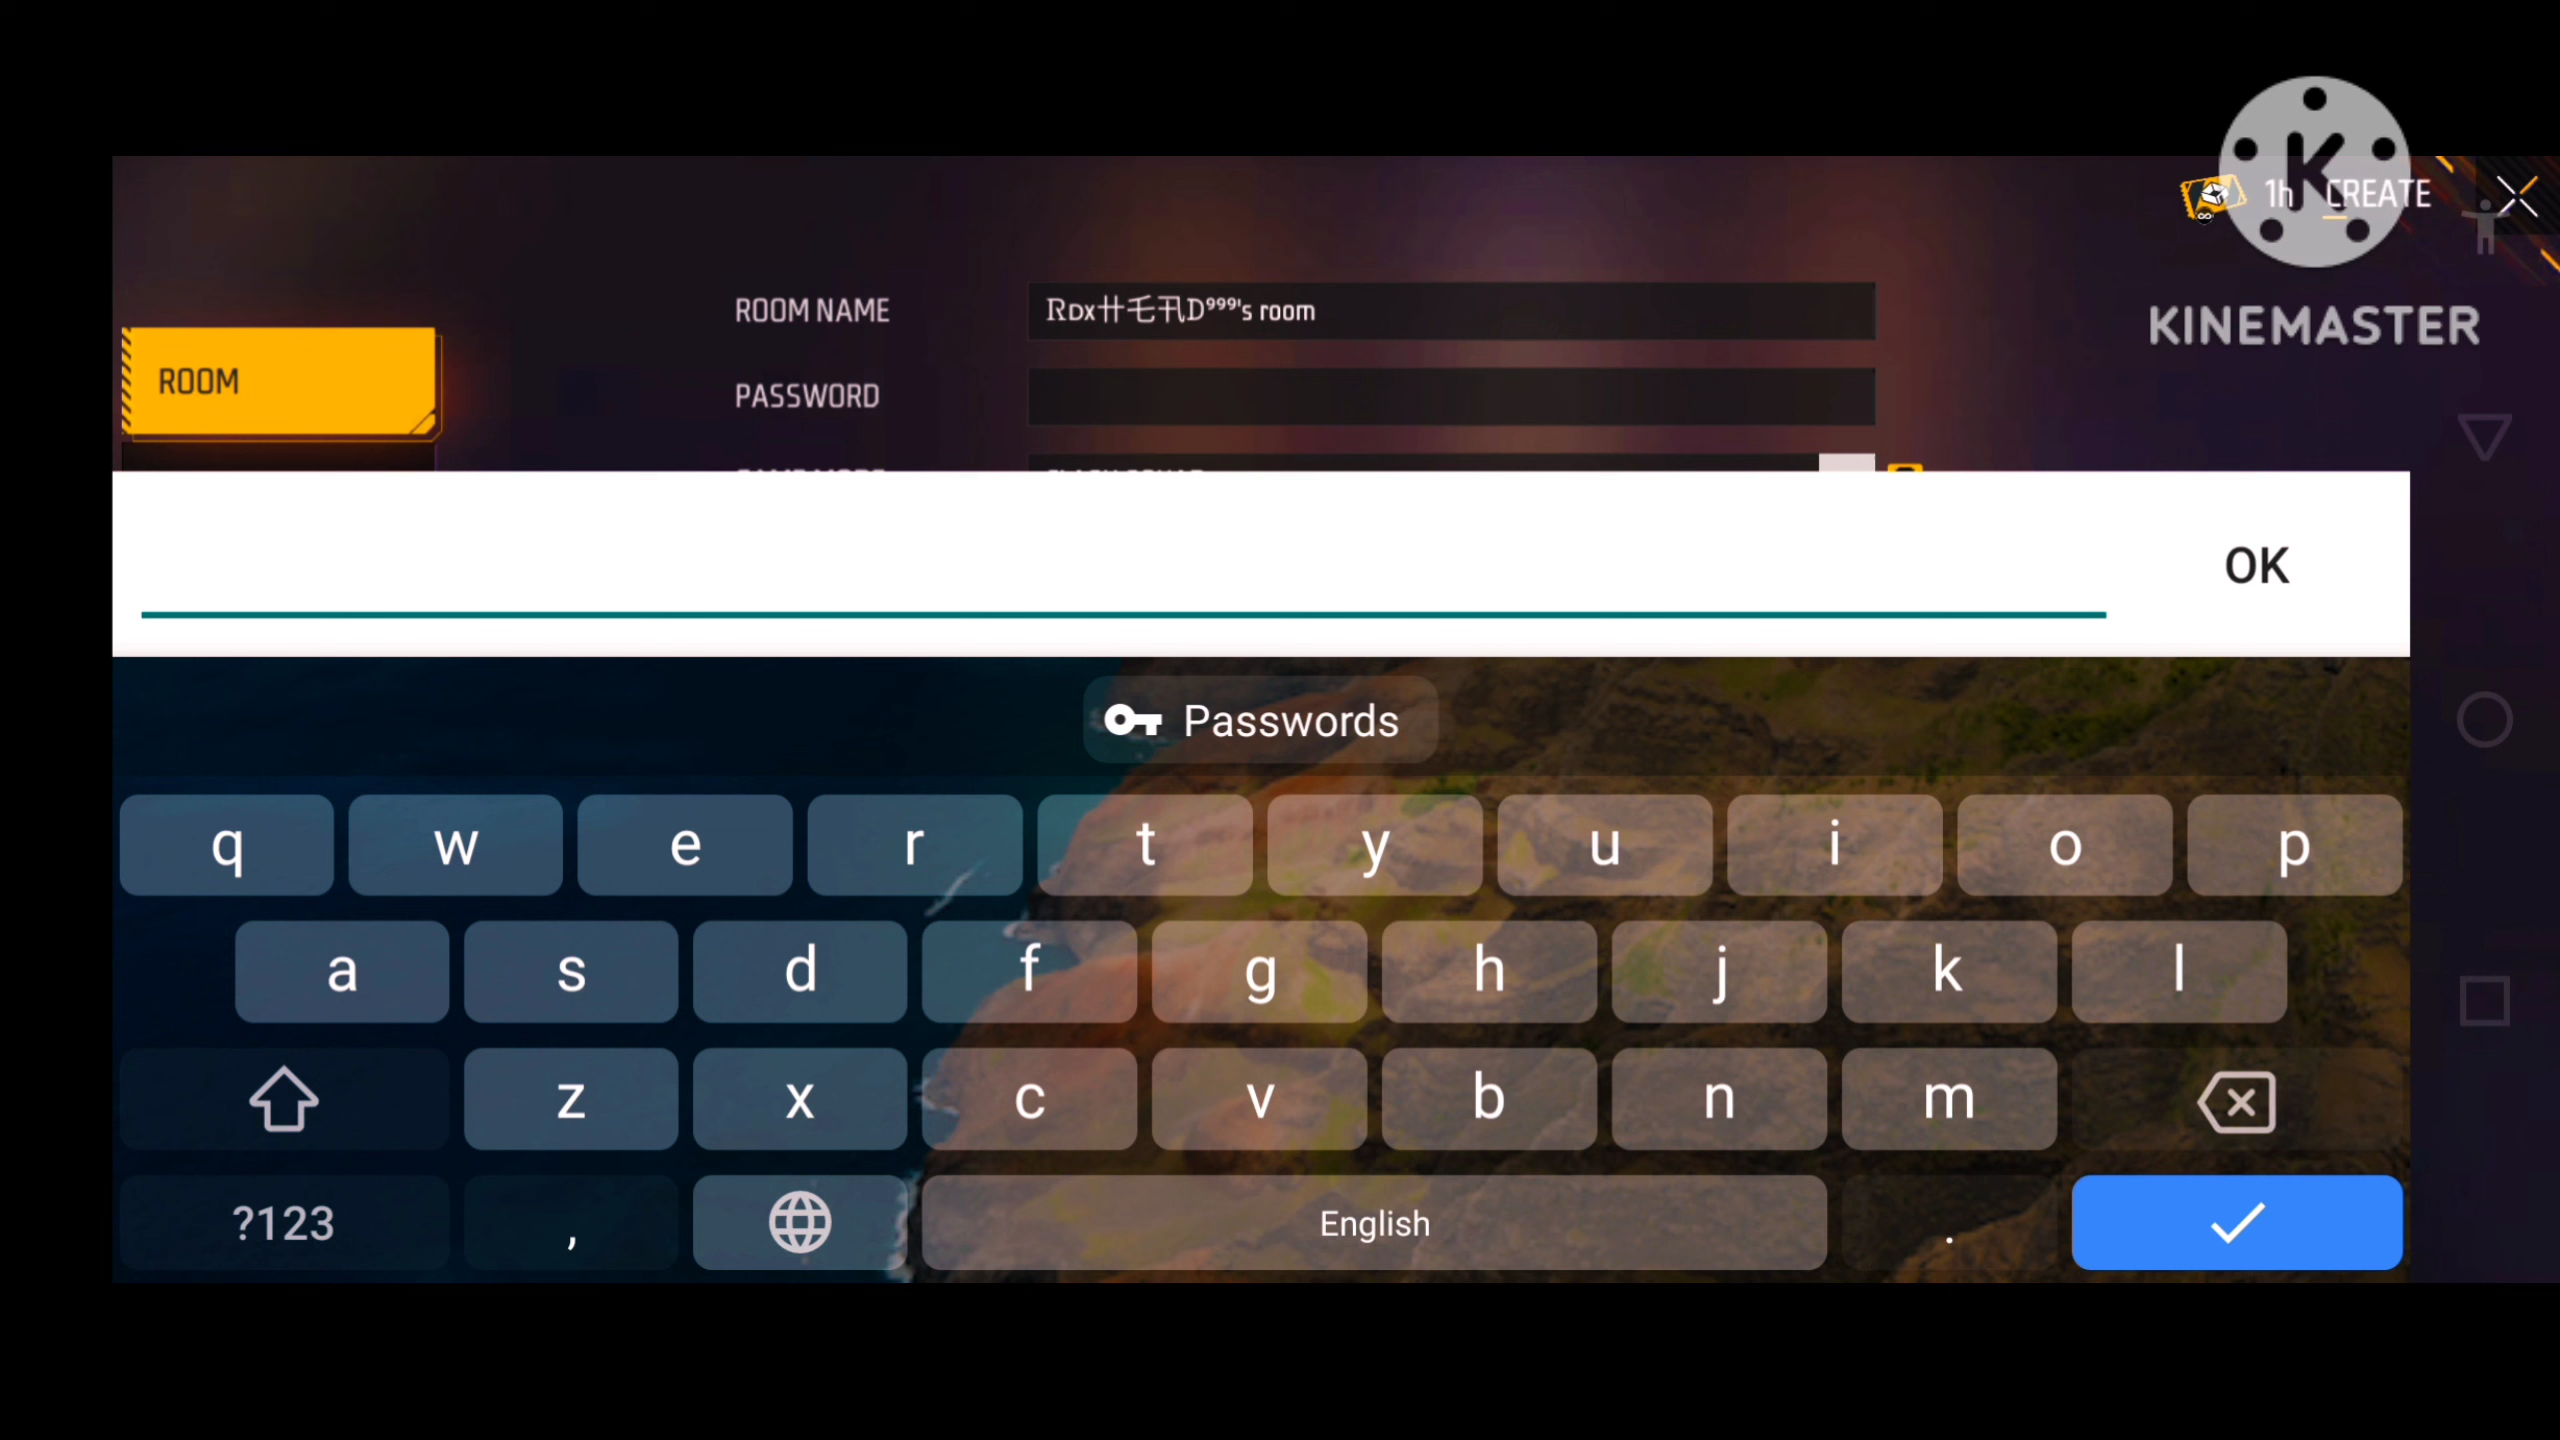 1h CREATE
KINEMASTER
ROOM NAME
Rᴅx卄乇卂D⁹⁹⁹'s room
ROOM
PASSWORD
OK
Passwords
q w e r t y u i o p
a s d f g h j k l
z x c v b n m
?123 , English .